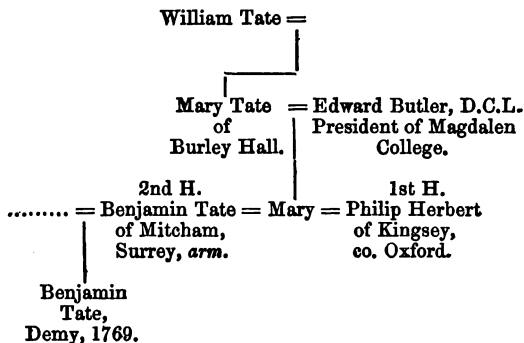 William Tate =
Mary Tate = Edward Butler, D.C.L.
of President of Magdalen
Burley Hall. College.
2nd H. 1st H.
......... = Benjamin Tate = Mary = Philip Herbert
of Mitcham, of Kingsey,
Surrey, arm. co. Oxford.
Benjamin
Tate,
Demy, 1769.